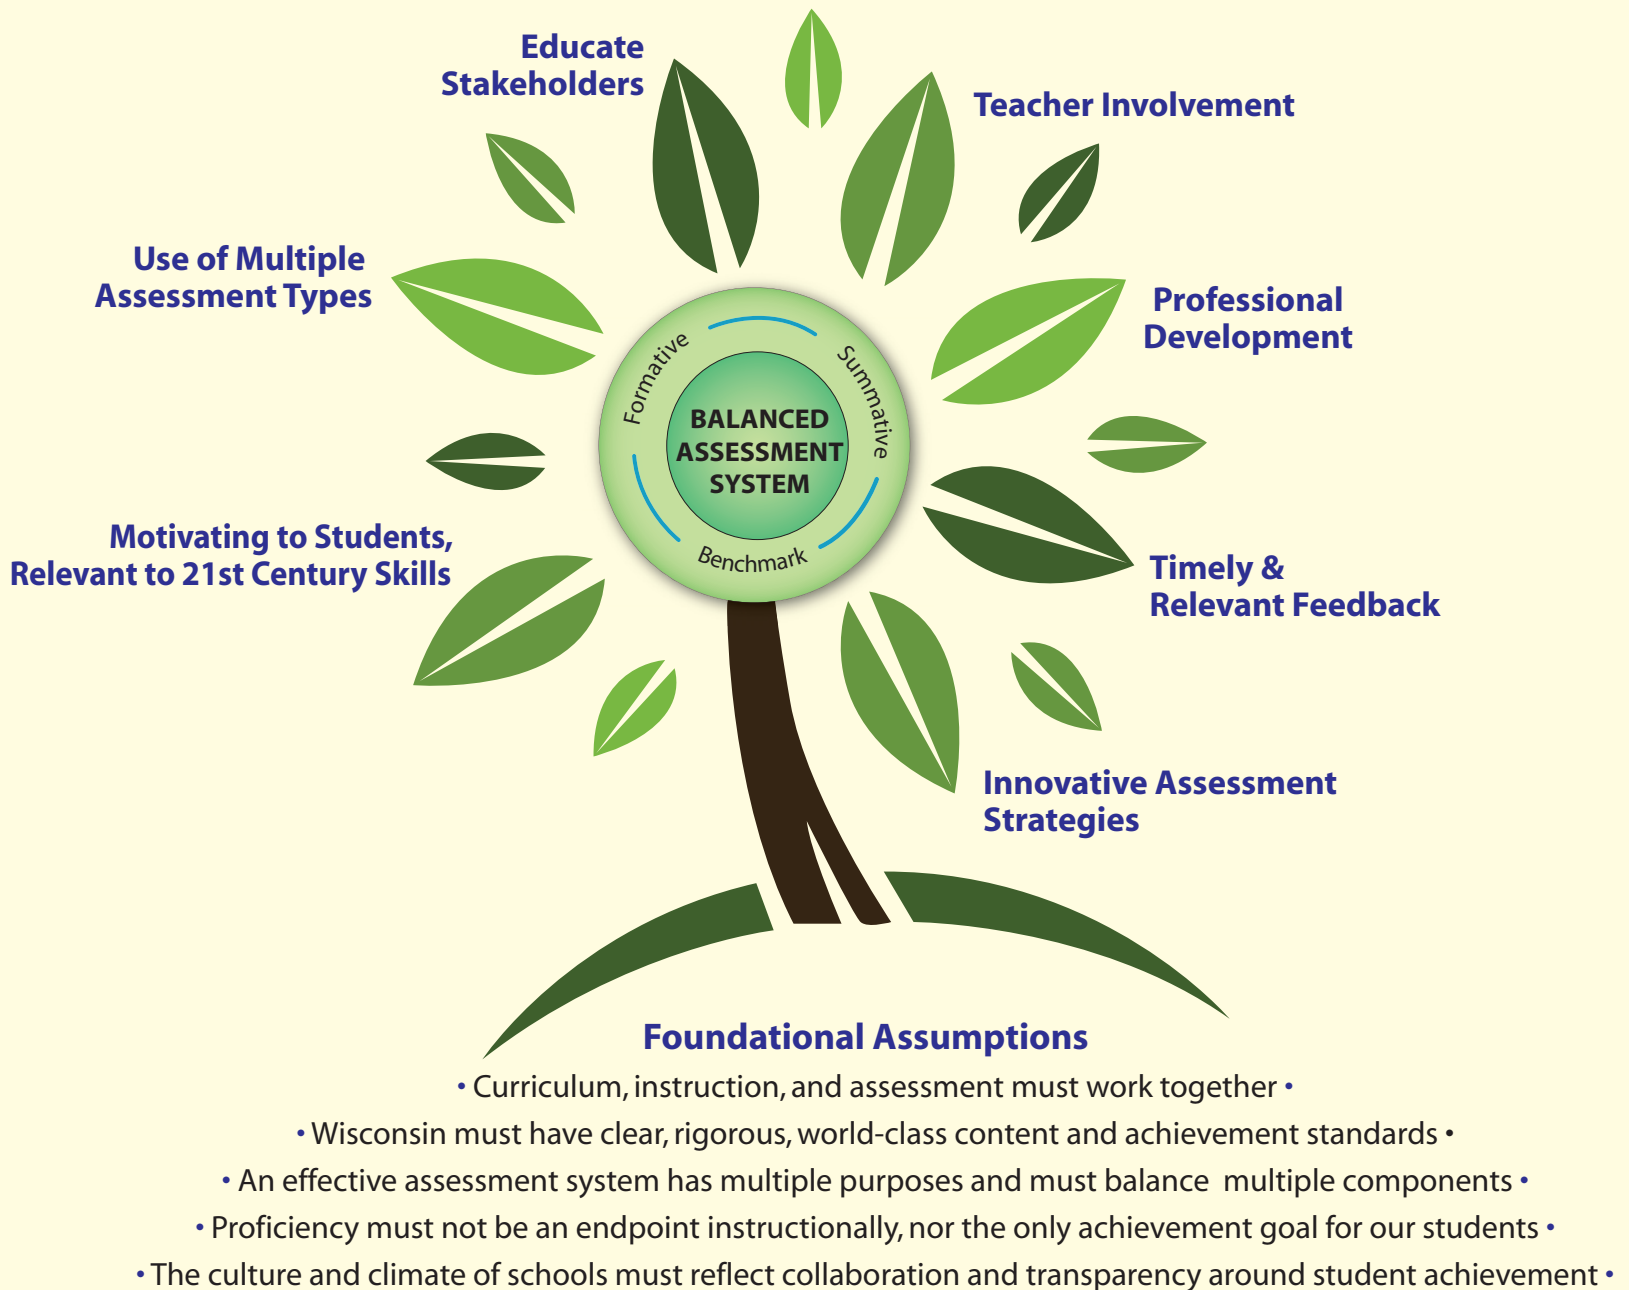 Educate
Stakeholders
Teacher Involvement
Use of Multiple
Assessment Types
Professional
Development
Formative
Summative
Benchmark
BALANCED
ASSESSMENT
SYSTEM
Motivating to Students,
Relevant to 21st Century Skills
Timely &
Relevant Feedback
Innovative Assessment
Strategies
Foundational Assumptions
• Curriculum, instruction, and assessment must work together •
• Wisconsin must have clear, rigorous, world-class content and achievement standards •
• An effective assessment system has multiple purposes and must balance  multiple components •
• Proficiency must not be an endpoint instructionally, nor the only achievement goal for our students •
• The culture and climate of schools must reflect collaboration and transparency around student achievement •